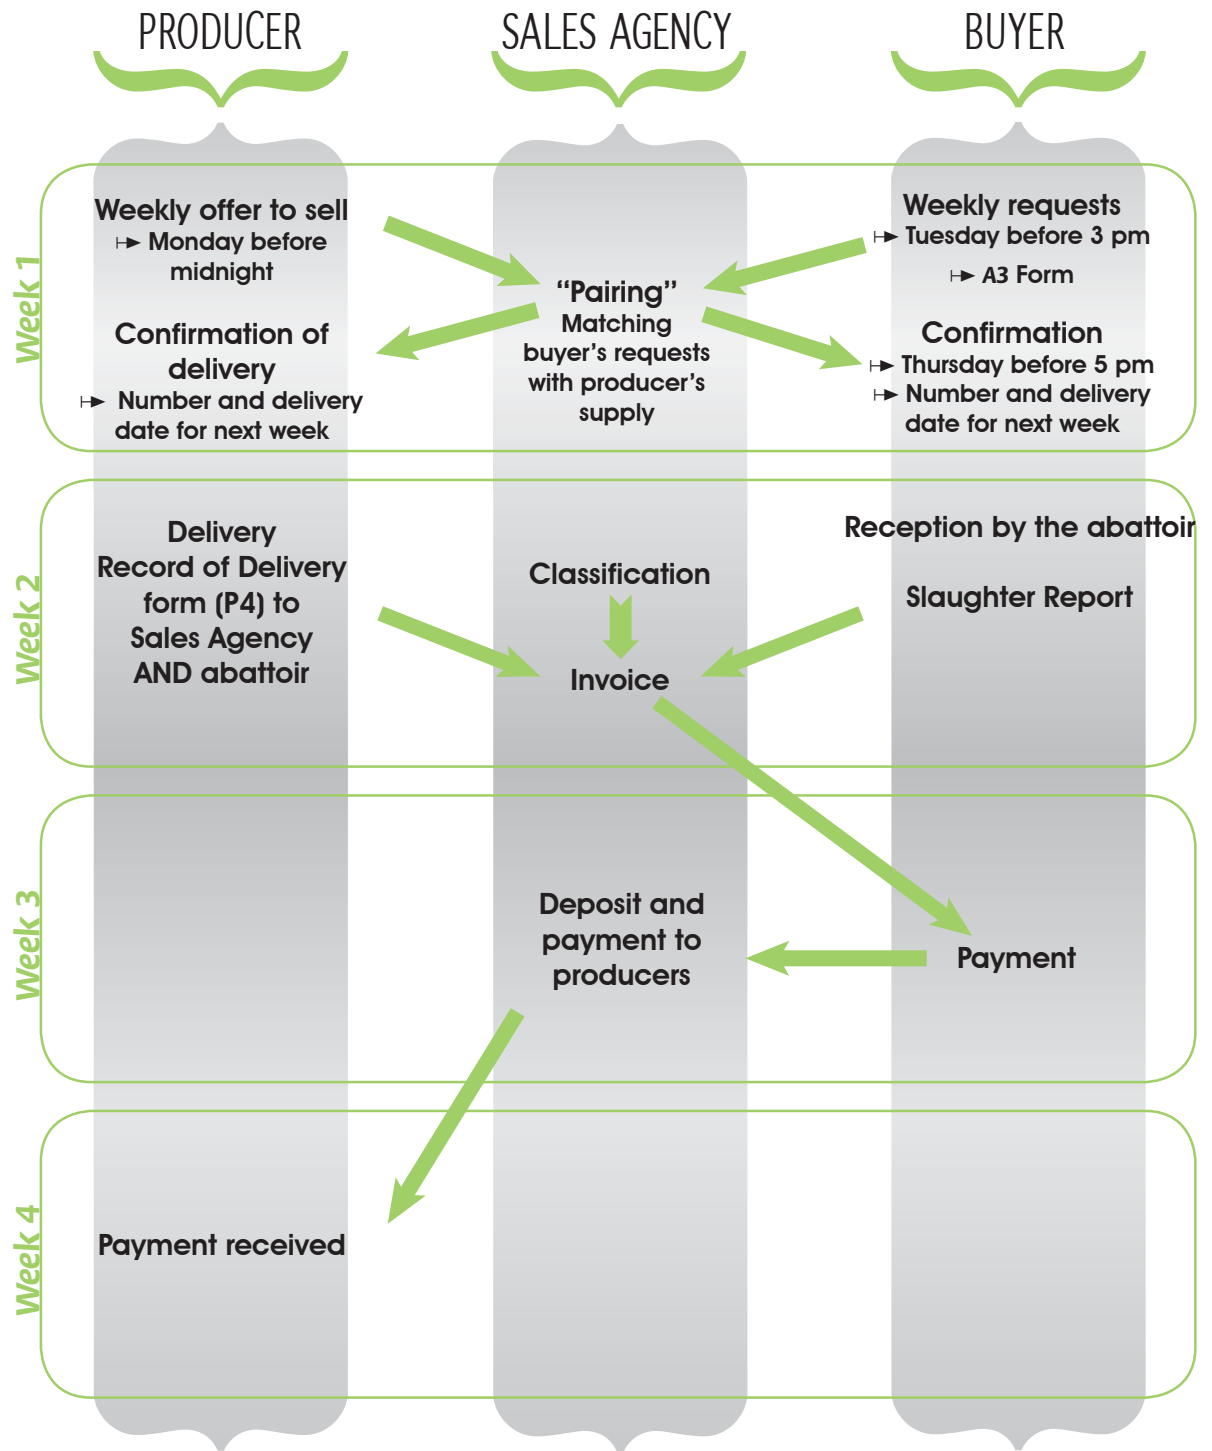 PRODUCER
SALES AGENCY
BUYER
Week 1
Weekly offer to sell
Monday before
midnight
Confirmation of
delivery
Number and delivery
date for next week
“Pairing”
Matching
buyer’s requests
with producer’s
supply
Weekly requests
Tuesday before 3 pm
A3 Form
Confirmation
Thursday before 5 pm
Number and delivery
date for next week
Week 2
Delivery
Record of Delivery
form (P4) to
Sales Agency
AND abattoir
Classification
Invoice
Reception by the abattoir
Slaughter Report
Week 3
Deposit and
payment to
producers
Payment
Week 4
Payment received